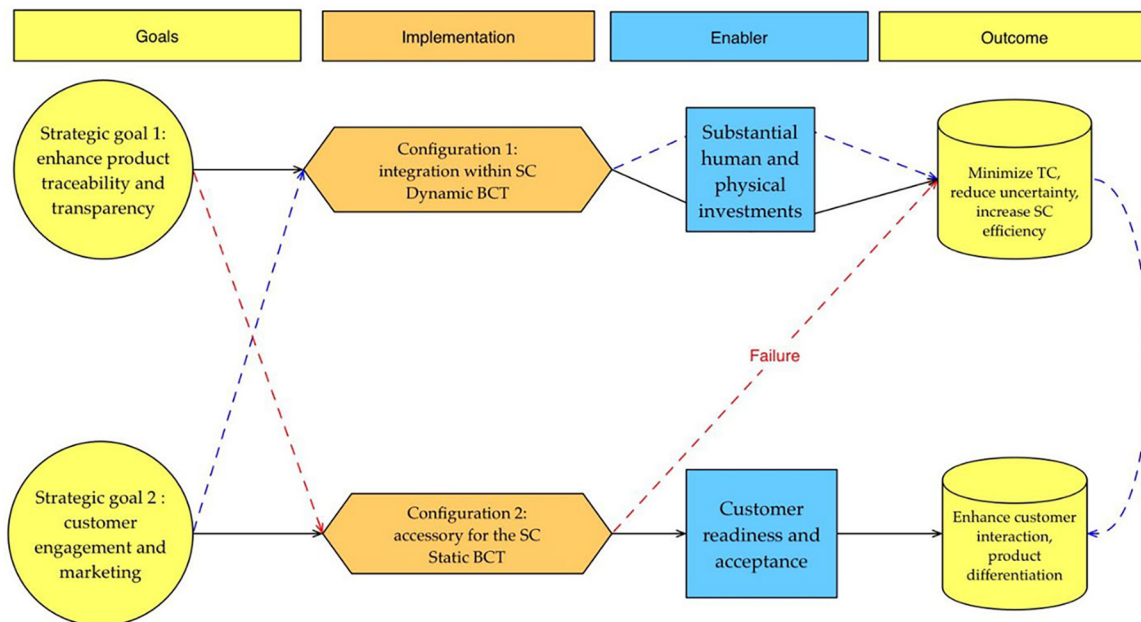 Goals
Implementation
Enabler
Outcome
Strategic goal 1:
enhance product
traceability and
transparency
Configuration 1:
integration within SC
Dynamic BCT
Substantial
human and
physical
investments
Minimize TC,
reduce uncertainty,
increase SC
efficiency
Failure
Strategic goal 2 :
customer
engagement and
marketing
Configuration 2:
accessory for the SC
Static BCT
Customer
readiness and
acceptance
Enhance customer
interaction,
product
differentiation